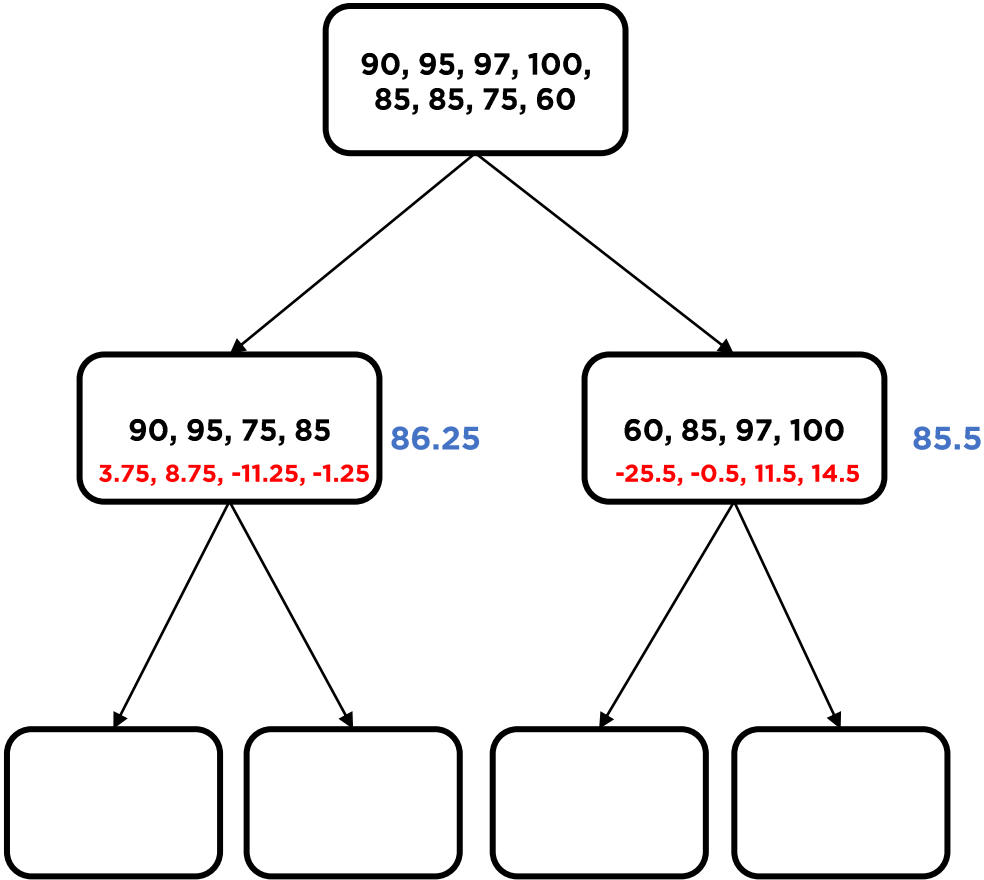 90, 95, 97, 100,
85, 85, 75, 60
90, 95, 75, 85
3.75, 8.75, -11.25, -1.25
86.25
60, 85, 97, 100
-25.5, -0.5, 11.5, 14.5
85.5